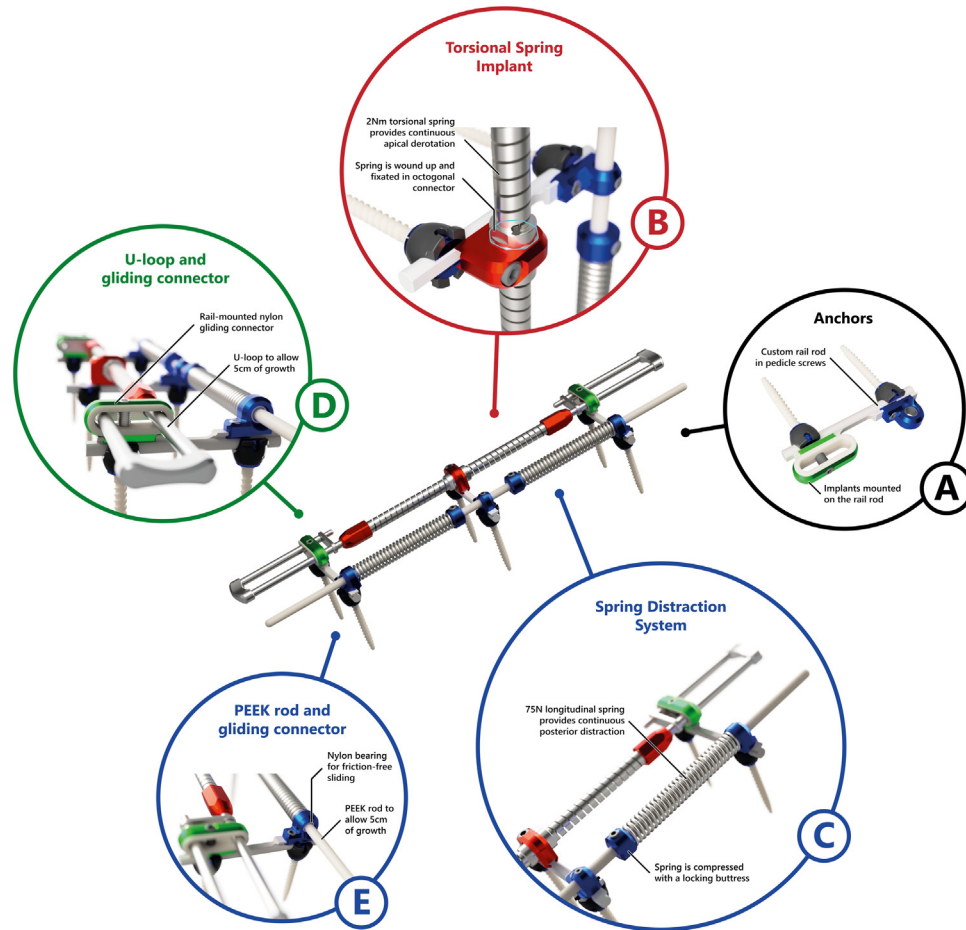 Torsional Spring
Implant
2Nm torsional spring
provides continuous
apical derotation
Spring is wound up and
fixated in octogonal
connector
B
U-loop and
gliding connector
Rail-mounted nylon
gliding connector
U-loop to allow
5cm of growth
D
Anchors
Custom rail rod
in pedicle screws
Implants mounted
on the rail rod
A
Spring Distraction
System
75N longitudinal spring
provides continuous
posterior distraction
Spring is compressed
with a locking buttress
C
PEEK rod and
gliding connector
Nylon bearing
for friction-free
sliding
PEEK rod to
allow 5cm
of growth
E